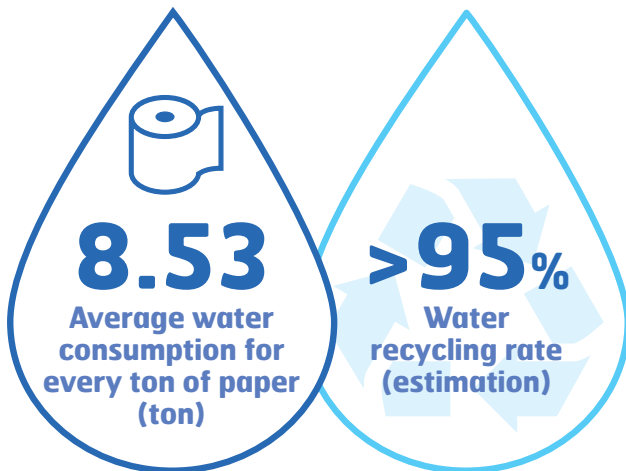 8.53
Average water
consumption for
every ton of paper
(ton)
>95%
Water
recycling rate
(estimation)